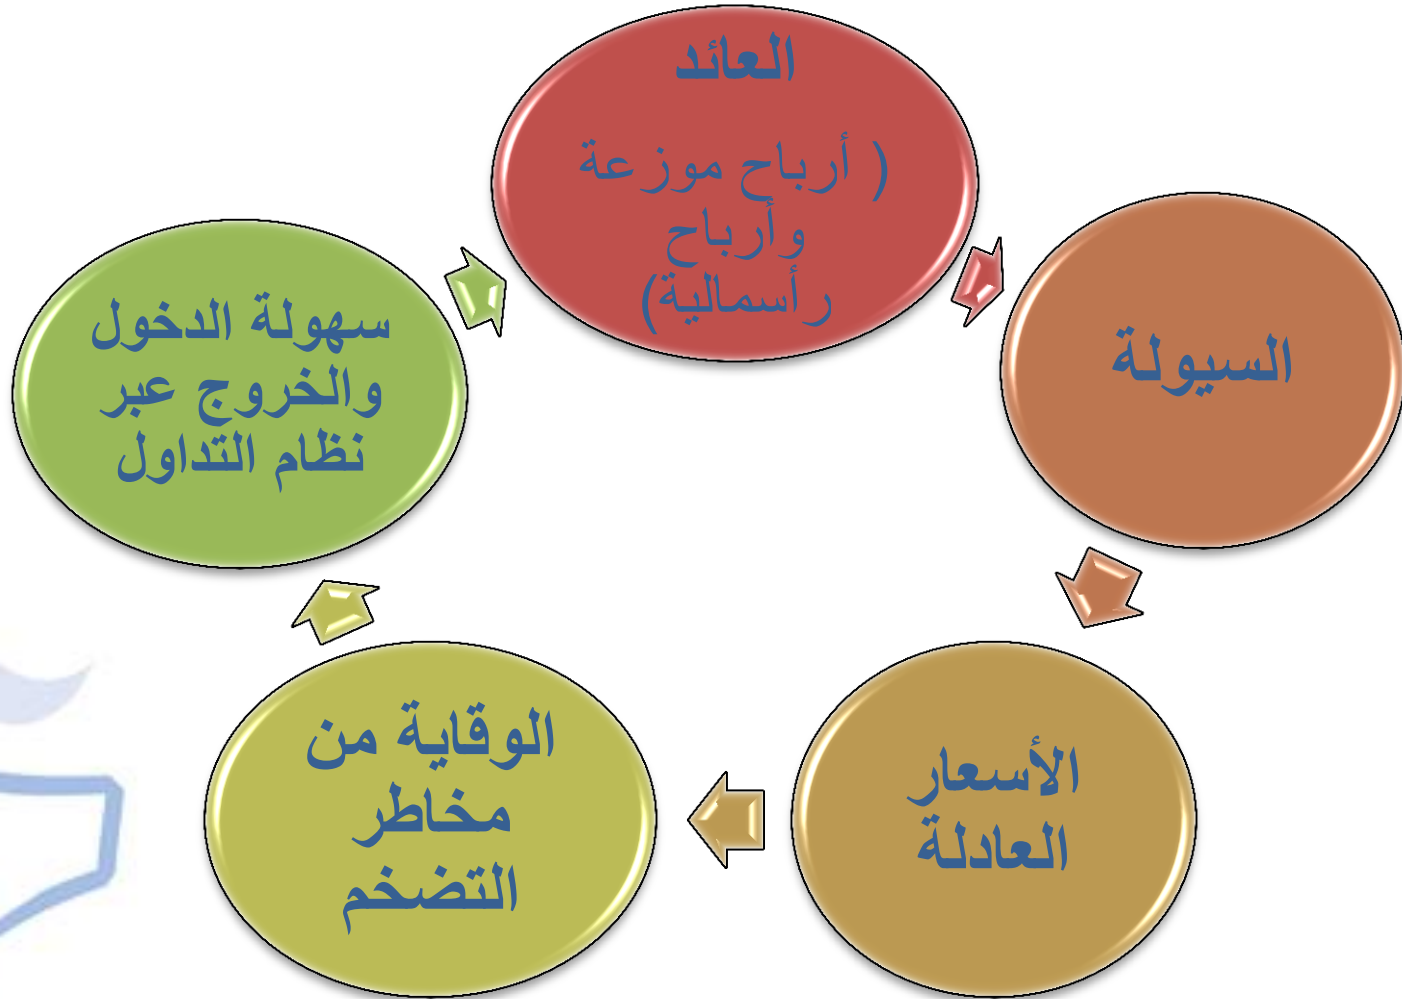 العائد
( أرباح موزعة
وأرباح
رأسمالية)
السيولة
الأسعار
العادلة
الوقاية من
مخاطر
التضخم
سهولة الدخول
والخروج عبر
نظام التداول